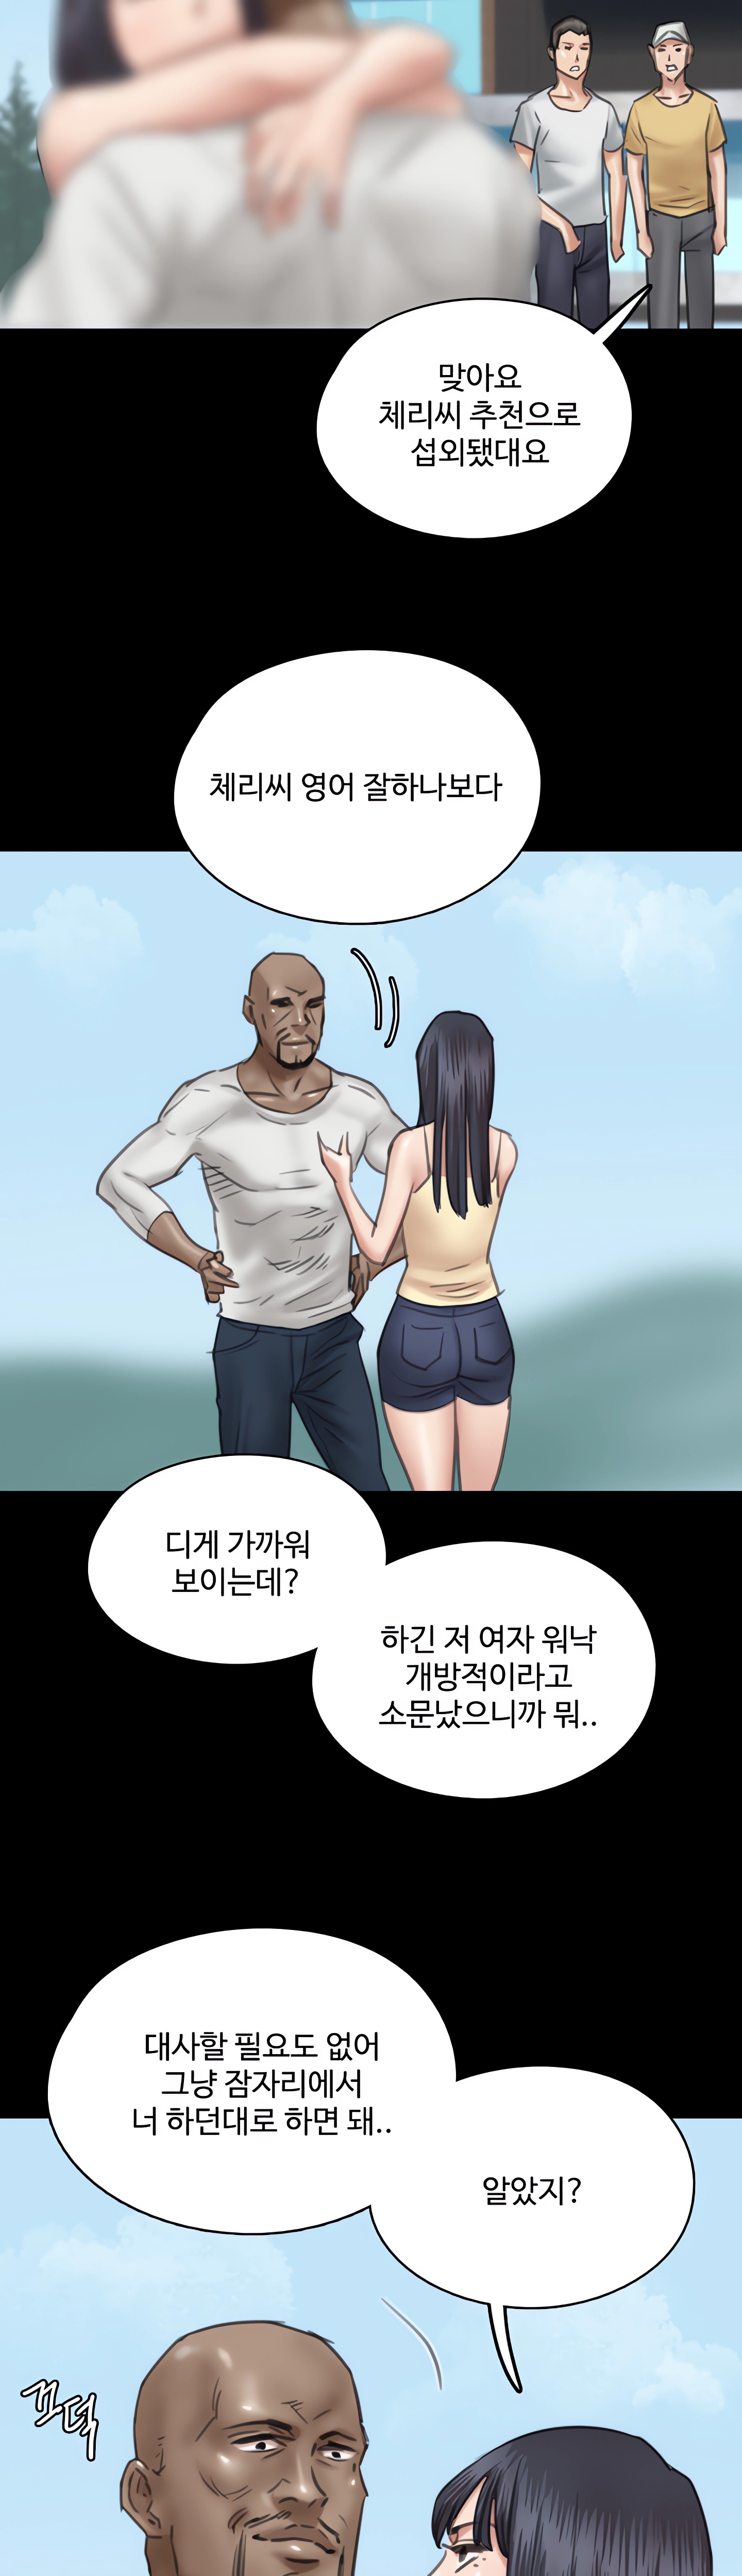 맞아요
체리씨 추천으로
섭외됐대요
체리씨 영어 잘하나보다
디게 가까워
보이는데?
하긴 저 여자 워낙
개방적이라고
소문났으니까 뭐..
대사할 필요도 없어
그냥 잠자리에서
너 하던대로 하면 돼..
알았지?
끄덕